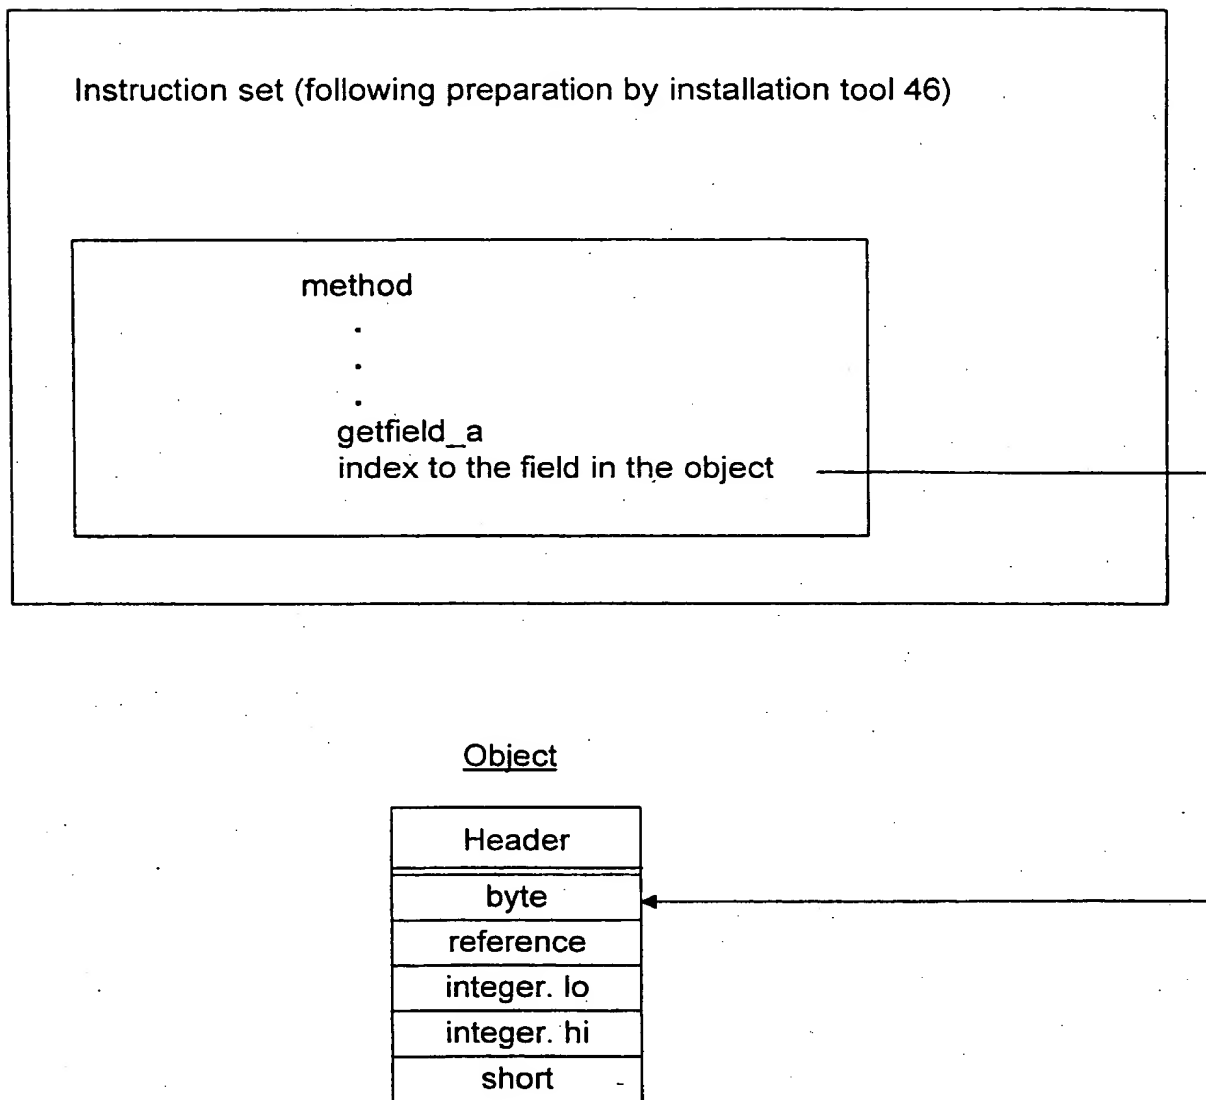 Instruction set (following preparation by installation tool 46)
method
.
.
.
getfield_a
index to the field in the object
Object
Header
byte
reference
integer. lo
integer. hi
short